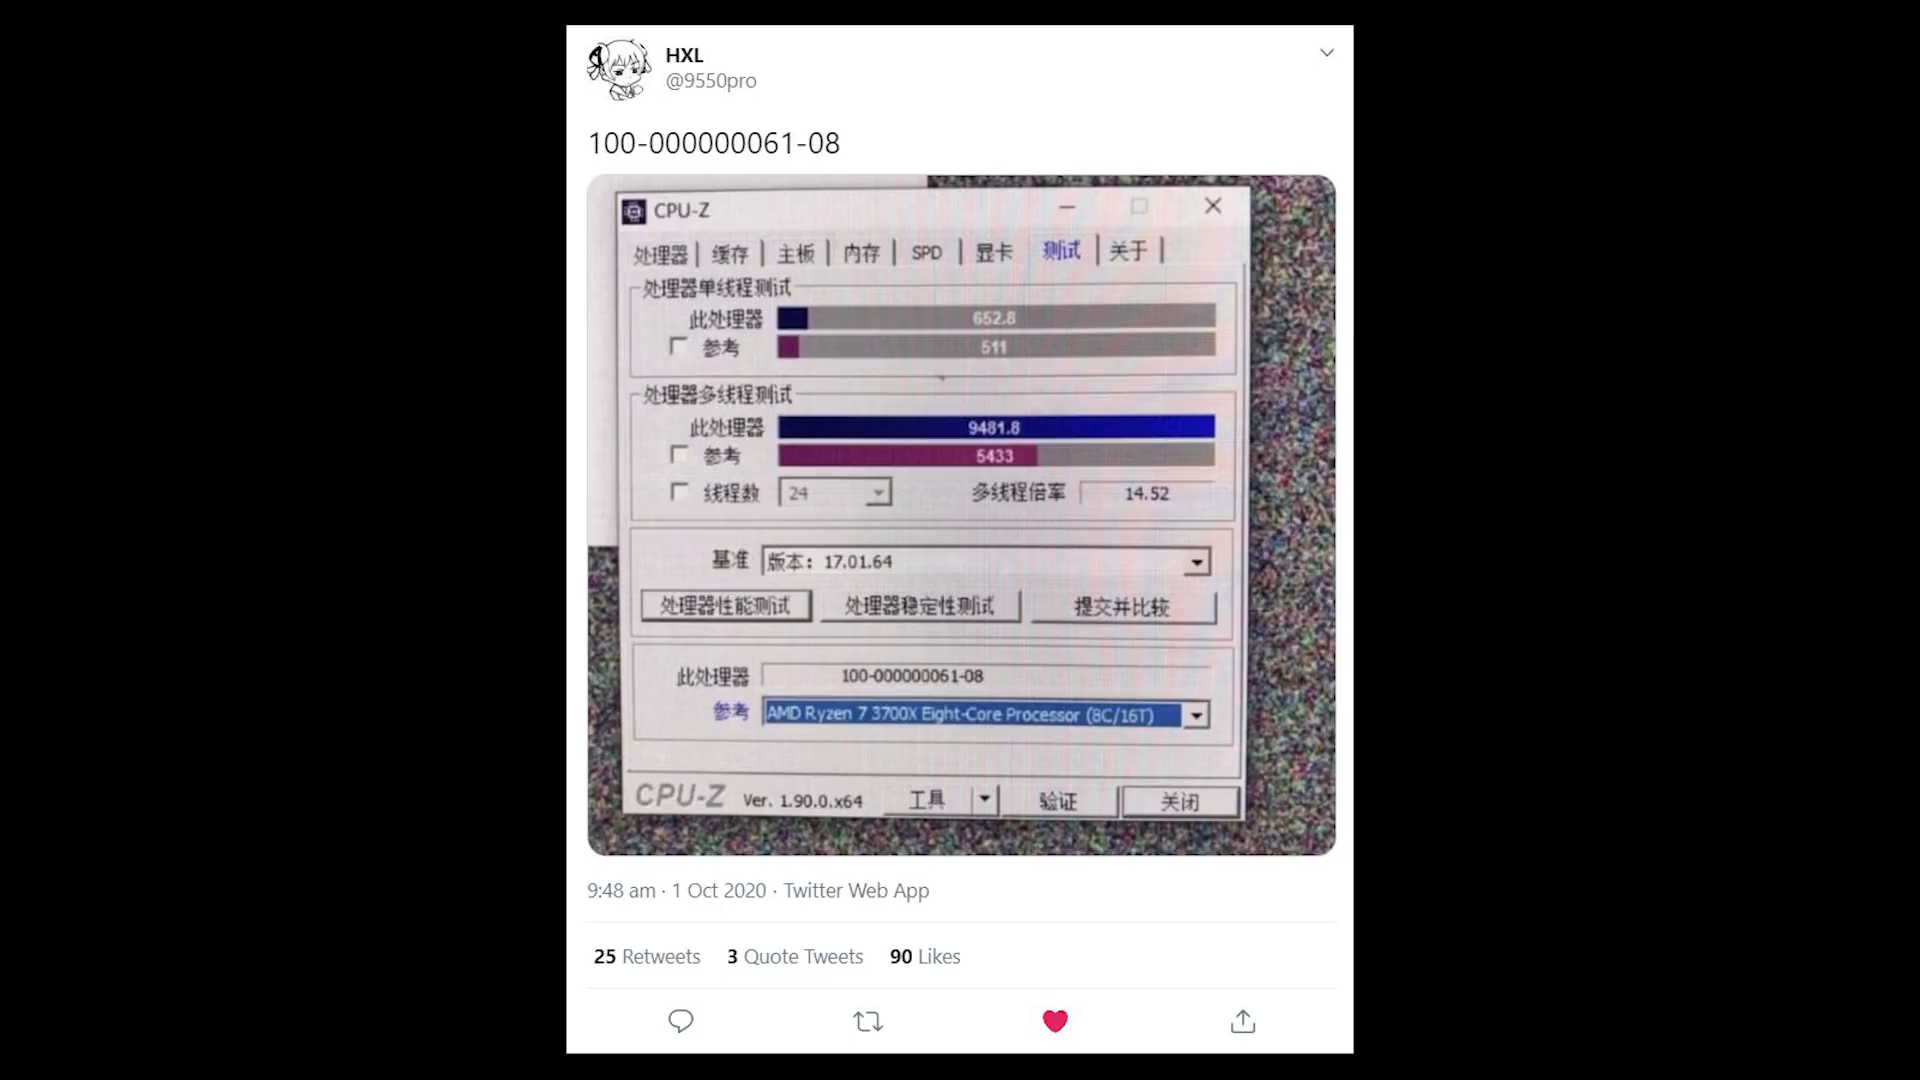 HXL
@9550pro
100-000000061-08
CPU-Z
处理器 缓存 主板 内存 SPD 显卡 测试 关于
处理器单线程测试
此处理器 652.8
参考 511
处理器多线程测试
此处理器 9481.8
参考 5433
线程数 24 多线程倍率 14.52
基准 版本: 17.01.64
处理器性能测试 处理器稳定性测试 提交并比较
此处理器 100-000000061-08
参考 AMD Ryzen 7 3700X Eight-Core Processor (8C/16T)
CPU-Z Ver. 1.90.0.x64 工具 验证 关闭
9:48 am · 1 Oct 2020 · Twitter Web App
25 Retweets 3 Quote Tweets 90 Likes